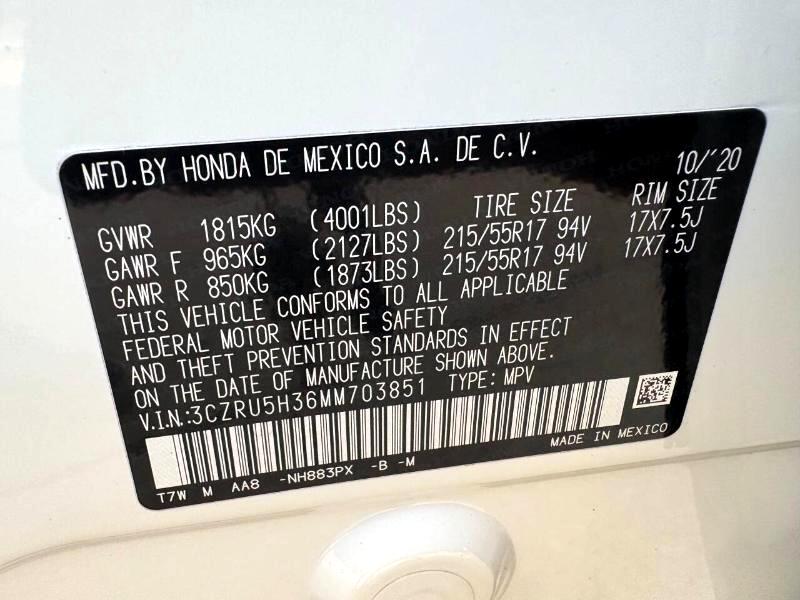 MFD.BY HONDA DE MEXICO S.A. DE C.V. 10/'20
TIRE SIZE RIM SIZE
GVWR 1815KG (4001LBS)
GAWR F 965KG (2127LBS) 215/55R17 94V 17X7.5J
GAWR R 850KG (1873LBS) 215/55R17 94V 17X7.5J
THIS VEHICLE CONFORMS TO ALL APPLICABLE
FEDERAL MOTOR VEHICLE SAFETY
AND THEFT PREVENTION STANDARDS IN EFFECT
ON THE DATE OF MANUFACTURE SHOWN ABOVE.
V.I.N:3CZRU5H36MM703851 TYPE: MPV
MADE IN MEXICO
T7W M AA8 -NH883PX -B -M